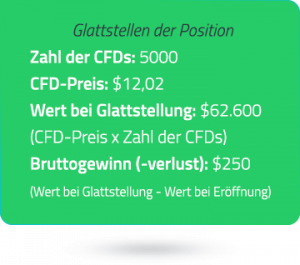 Glattstellen der Position
Zahl der CFDs: 5000
CFD-Preis: $12,02
Wert bei Glattstellung: $62.600
(CFD-Preis x Zahl der CFDs)
Bruttogewinn (-verlust): $250
(Wert bei Glattstellung - Wert bei Eröffnung)